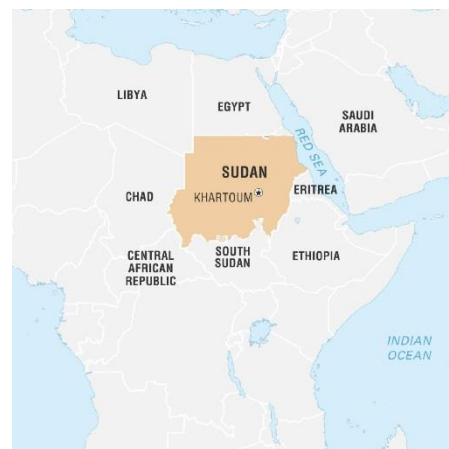 LIBYA
EGYPT
SAUDI
ARABIA
RED SEA
SUDAN
KHARTOUM
CHAD
ERITREA
CENTRAL
AFRICAN
REPUBLIC
SOUTH
SUDAN
ETHIOPIA
INDIAN
OCEAN